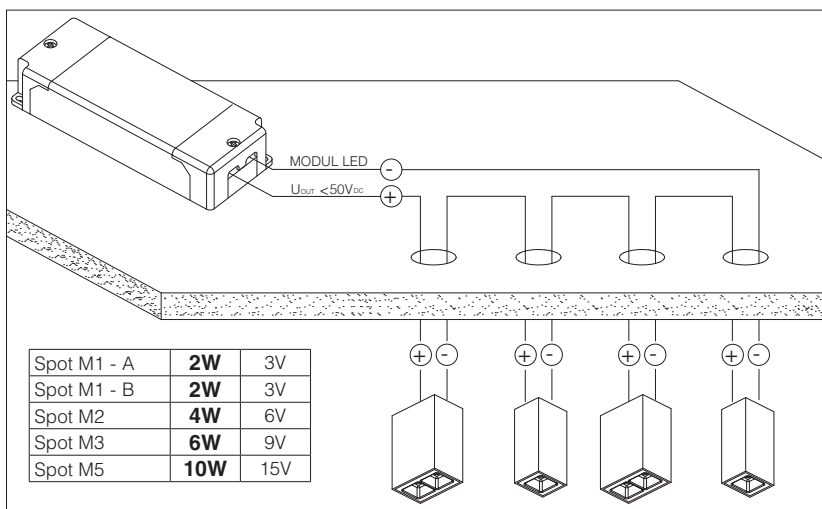 MODUL LED -
UOUT <50VDC +
+ - + - + - + -
Spot M1 - A 2W 3V
Spot M1 - B 2W 3V
Spot M2 4W 6V
Spot M3 6W 9V
Spot M5 10W 15V